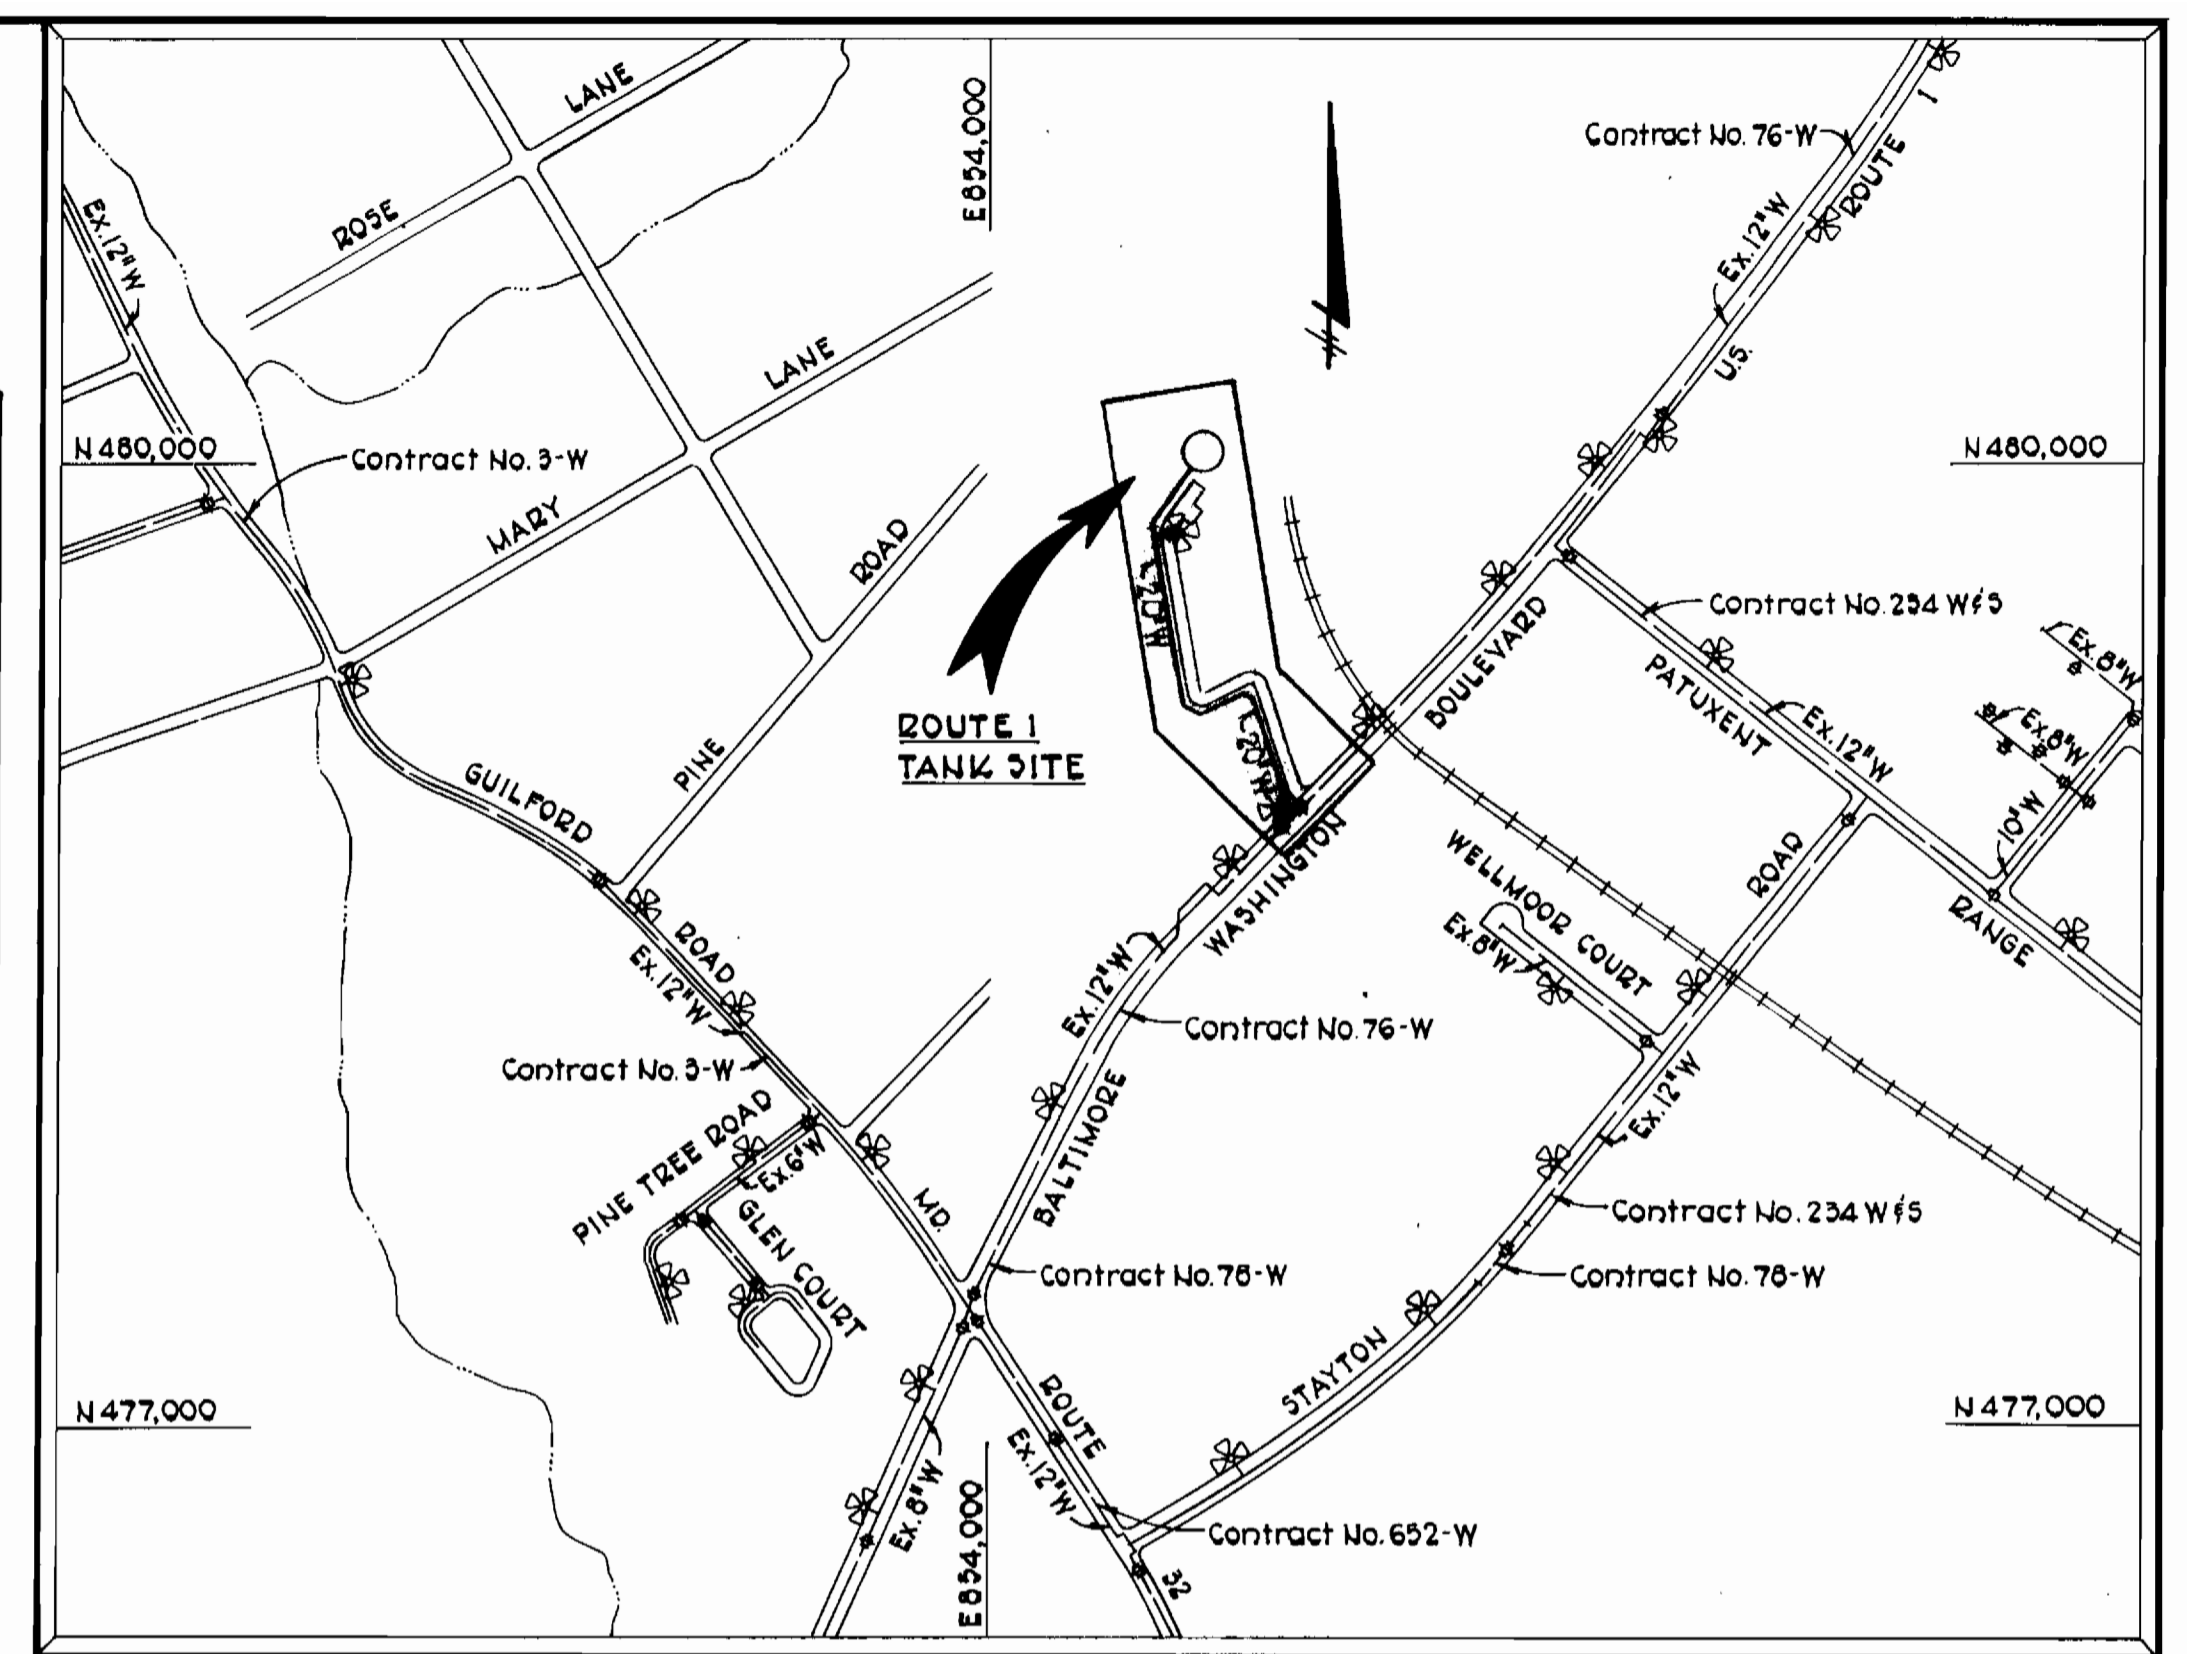 LANE
E 854,000
Contract No. 76-W
ROUTE 1
ROSE
EX. 12" W
Ex. 12" W
U.S.
LANE
N 480,000
Contract No. 3-W
N 480,000
MARY
ROAD
20" W
Contract No. 234 W & S
BOULEVARD
PATUXENT
Ex. 8" W
Ex. 8" W
ROUTE 1
TANK SITE
PINE
Ex. 12" W
20" W
GUILFORD
10" W
WASHINGTON
WELLMOOR COURT
ROAD
RANGE
Ex. 8" W
ROAD
Ex. 12" W
Ex. 12" W
Contract No. 76-W
Contract No. 3-W
Ex. 12" W
PINE TREE ROAD
BALTIMORE
Ex. 6" W
GLEN COURT
MD.
Contract No. 234 W & S
Contract No. 78-W
Contract No. 78-W
STAYTON
N 477,000
ROUTE
N 477,000
Ex. 12" W
Ex. 8" W
E 854,000
Contract No. 652-W
32